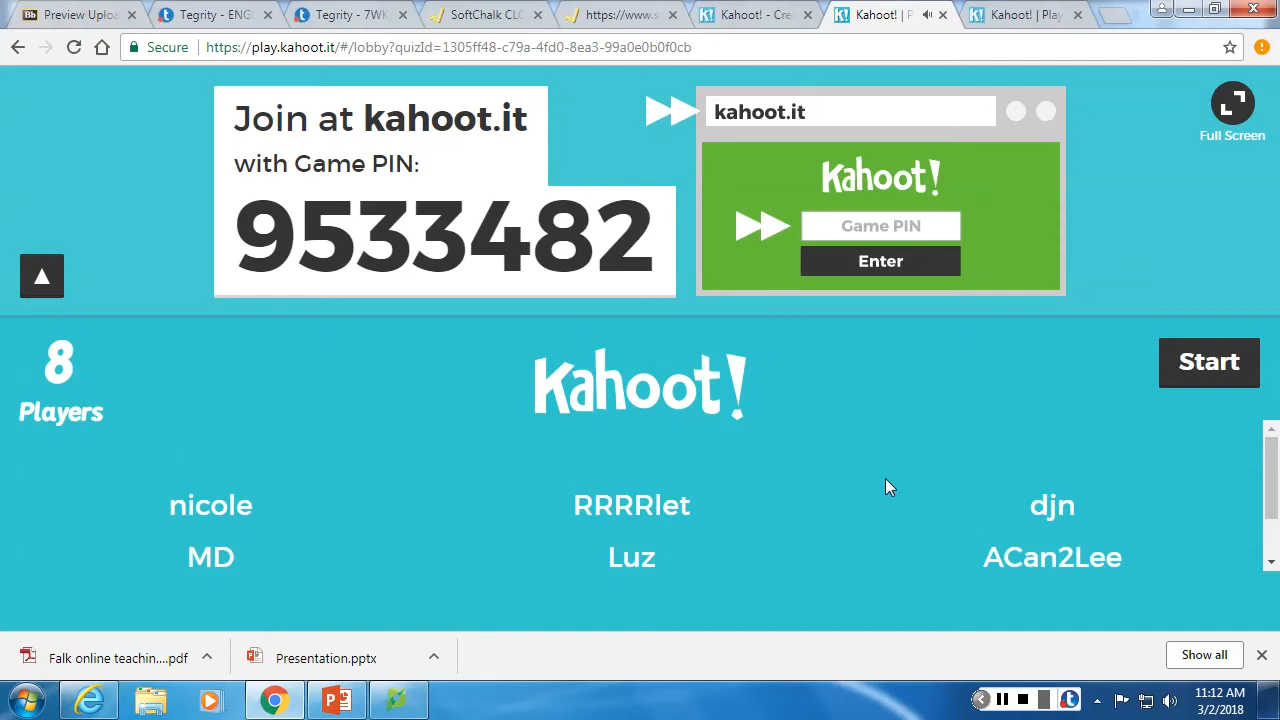 Preview Uploa
Tegrity - ENG
Tegrity - 7WK
SoftChalk CLO
https://www.s
Kahoot! - Cre
Kahoot! | P
Kahoot! | Play
Secure
https://play.kahoot.it/#/lobby?quizId=1305ff48-c79a-4fd0-8ea3-99a0e0b0f0cb
Join at kahoot.it
with Game PIN:
9533482
kahoot.it
Kahoot!
Game PIN
Enter
Full Screen
8
Players
Kahoot!
Start
nicole
RRRRlet
djn
MD
Luz
ACan2Lee
Falk online teachin....pdf
Presentation.pptx
Show all
11:12 AM
3/2/2018